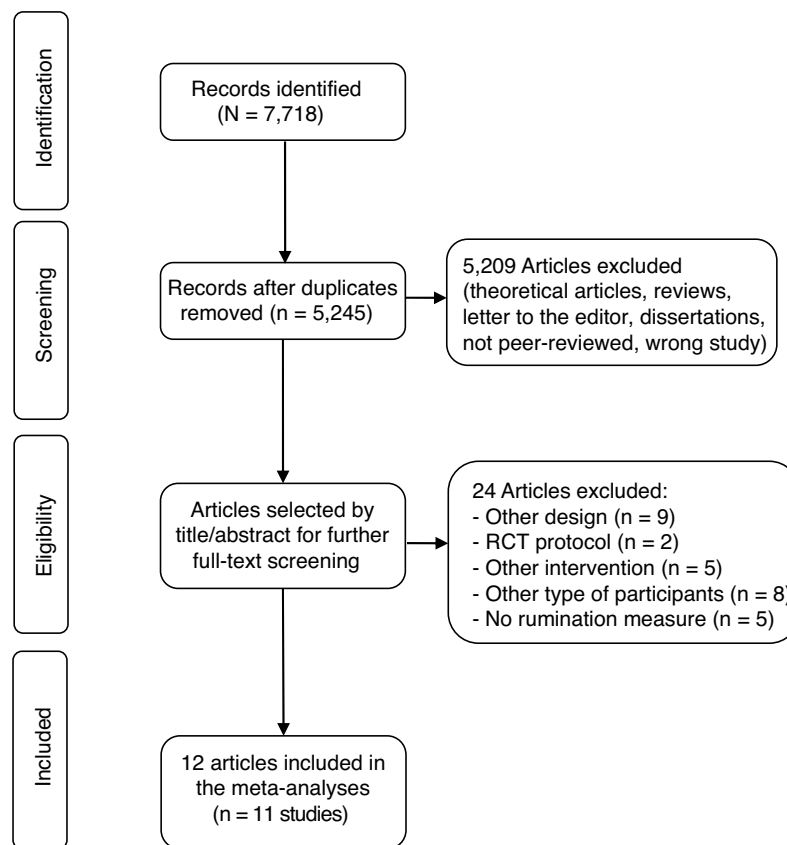 Identification
Records identified
(N = 7,718)
Screening
Records after duplicates
removed (n = 5,245)
5,209 Articles excluded
(theoretical articles, reviews,
letter to the editor, dissertations,
not peer-reviewed, wrong study)
Eligibility
Articles selected by
title/abstract for further
full-text screening
24 Articles excluded:
- Other design (n = 9)
- RCT protocol (n = 2)
- Other intervention (n = 5)
- Other type of participants (n = 8)
- No rumination measure (n = 5)
Included
12 articles included in
the meta-analyses
(n = 11 studies)